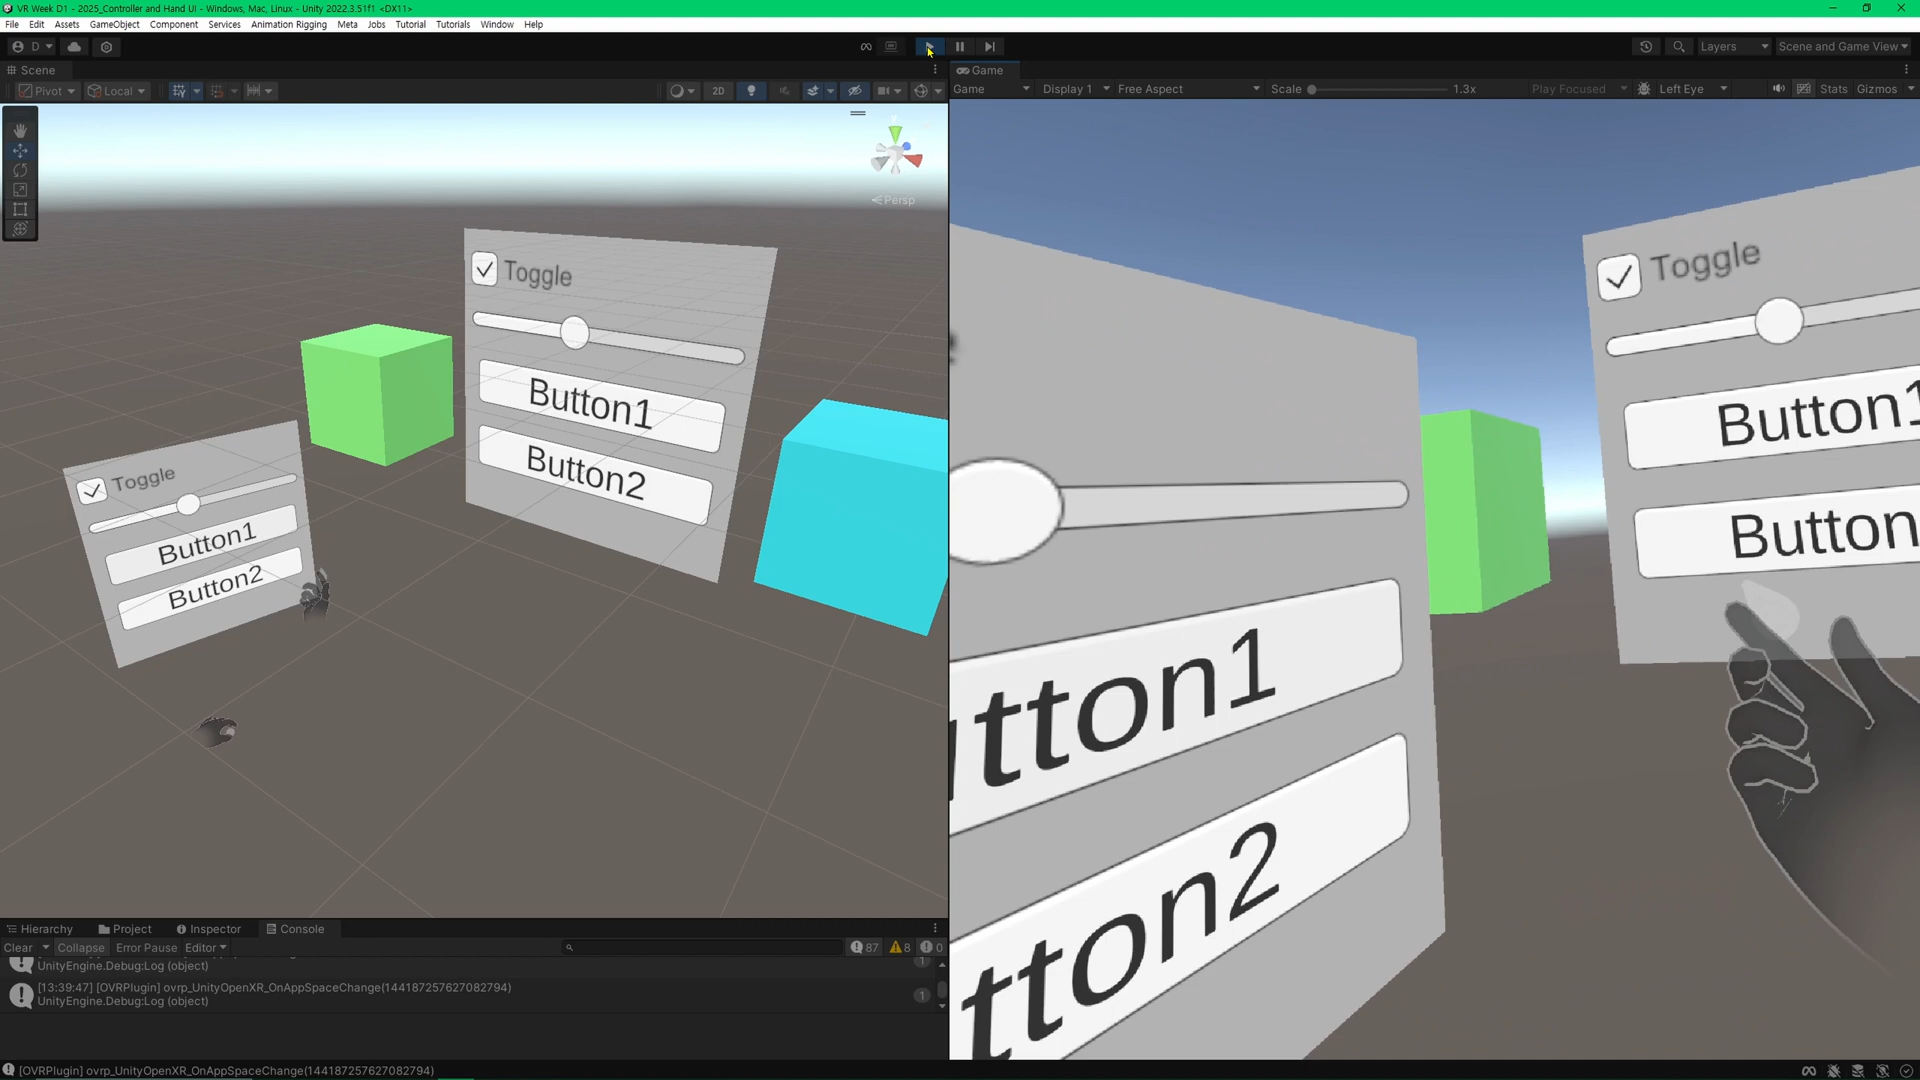 VR Week D1 - 2025_Controller and Hand UI - Windows, Mac, Linux - Unity 2022.3.51f1 <DX11>
File Edit Assets GameObject Component Services Animation Rigging Meta Jobs Tutorial Tutorials Window Help
D Layers Scene and Game View
Scene
Game
Pivot Local 2D
Game Display 1 Free Aspect Scale 1.3x Play Focused Left Eye Stats Gizmos
Persp
Toggle
Button1
Button2
Toggle
Button1
Button2
Toggle
Button1
Button
utton1
tton2
Hierarchy Project Inspector Console
Clear Collapse Error Pause Editor 87 8 0
UnityEngine.Debug:Log (object) 1
[13:39:47] [OVRPlugin] ovrp_UnityOpenXR_OnAppSpaceChange(144187257627082794)
UnityEngine.Debug:Log (object) 1
[OVRPlugin] ovrp_UnityOpenXR_OnAppSpaceChange(144187257627082794)